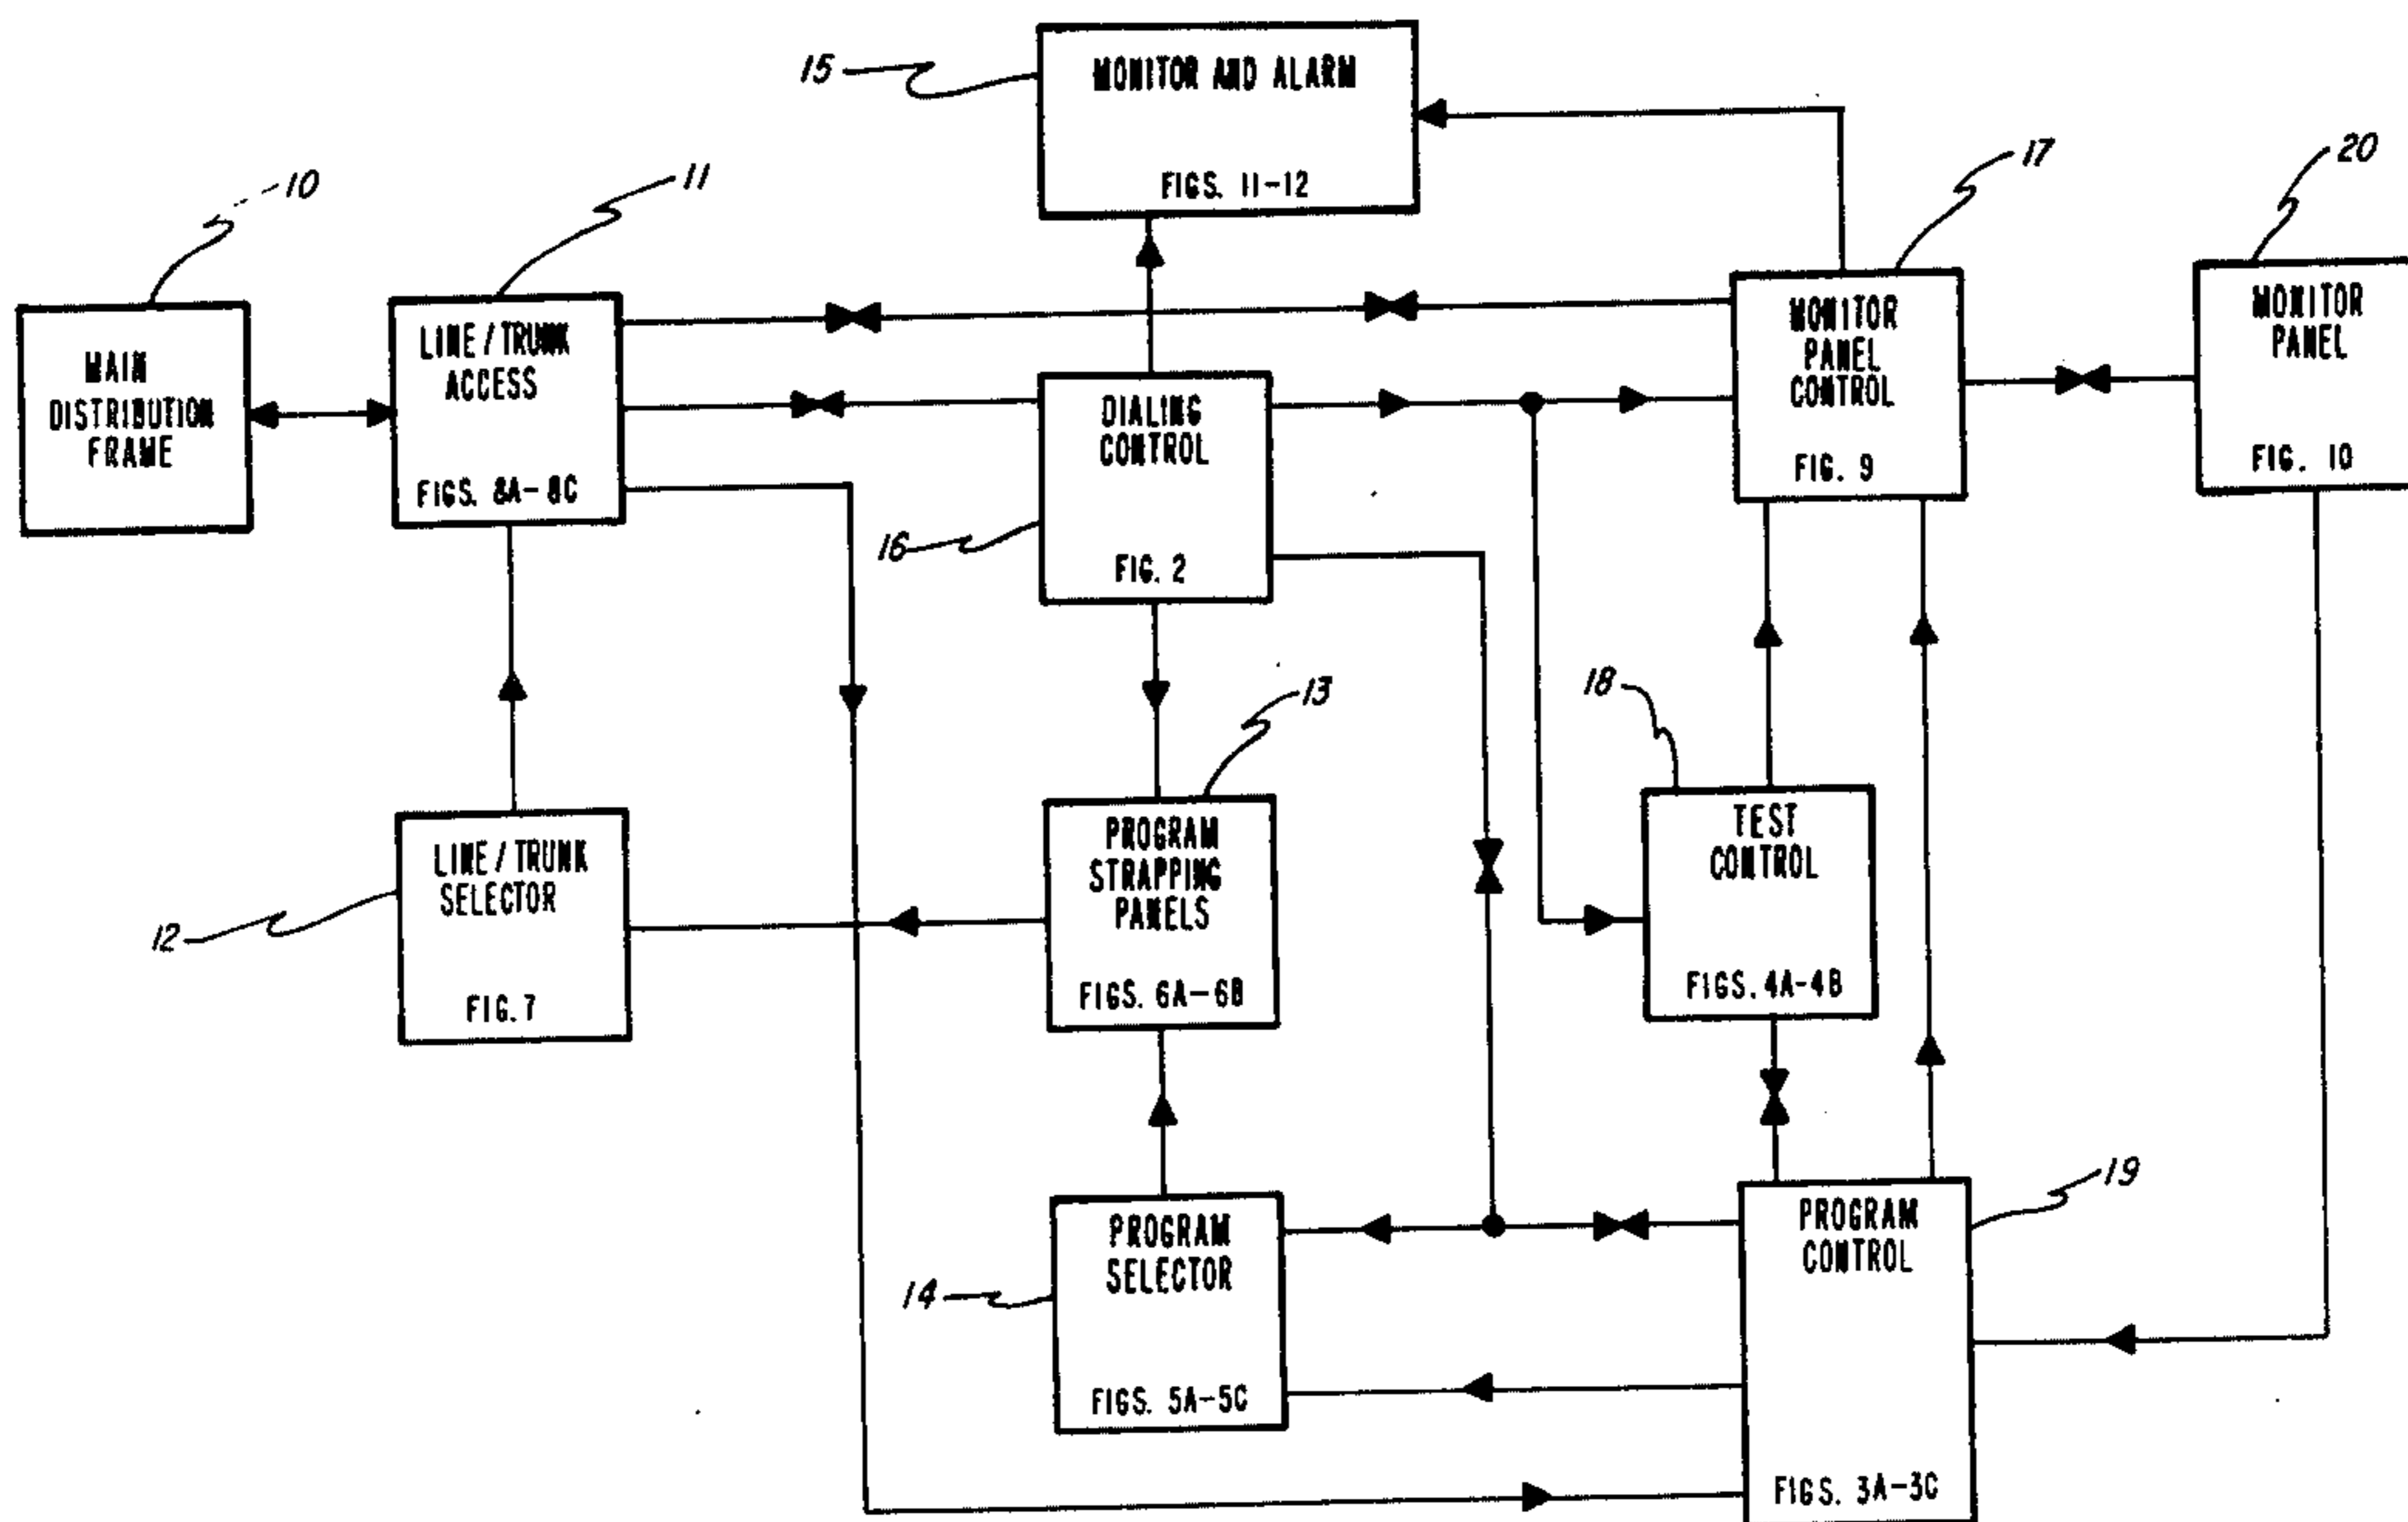 15
MONITOR AND ALARM
FIGS. 11-12
10
MAIN
DISTRIBUTION
FRAME
11
LINE / TRUNK
ACCESS
FIGS. 8A-8C
17
MONITOR
PANEL
CONTROL
FIG. 9
20
MONITOR
PANEL
FIG. 10
16
DIALING
CONTROL
FIG. 2
12
LINE / TRUNK
SELECTOR
FIG. 7
13
PROGRAM
STRAPPING
PANELS
FIGS. 6A-6B
18
TEST
CONTROL
FIGS. 4A-4B
14
PROGRAM
SELECTOR
FIGS. 5A-5C
19
PROGRAM
CONTROL
FIGS. 3A-3C